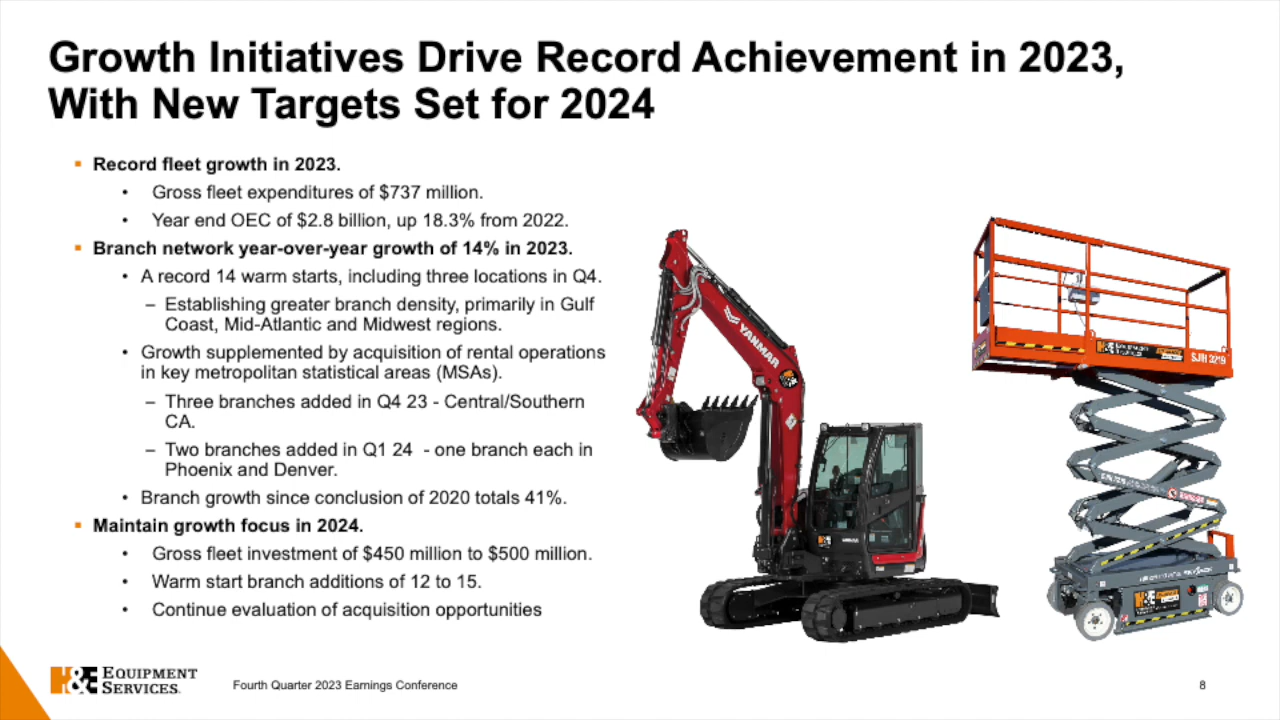 Growth Initiatives Drive Record Achievement in 2023,
With New Targets Set for 2024
▪ Record fleet growth in 2023.
• Gross fleet expenditures of $737 million.
• Year end OEC of $2.8 billion, up 18.3% from 2022.
▪ Branch network year-over-year growth of 14% in 2023.
• A record 14 warm starts, including three locations in Q4.
– Establishing greater branch density, primarily in Gulf
Coast, Mid-Atlantic and Midwest regions.
• Growth supplemented by acquisition of rental operations
in key metropolitan statistical areas (MSAs).
– Three branches added in Q4 23 - Central/Southern
CA.
– Two branches added in Q1 24 - one branch each in
Phoenix and Denver.
• Branch growth since conclusion of 2020 totals 41%.
▪ Maintain growth focus in 2024.
• Gross fleet investment of $450 million to $500 million.
• Warm start branch additions of 12 to 15.
• Continue evaluation of acquisition opportunities
YANMAR
H&E
SJIII 3219
H&E
H&E EQUIPMENT
SERVICES.
Fourth Quarter 2023 Earnings Conference
8